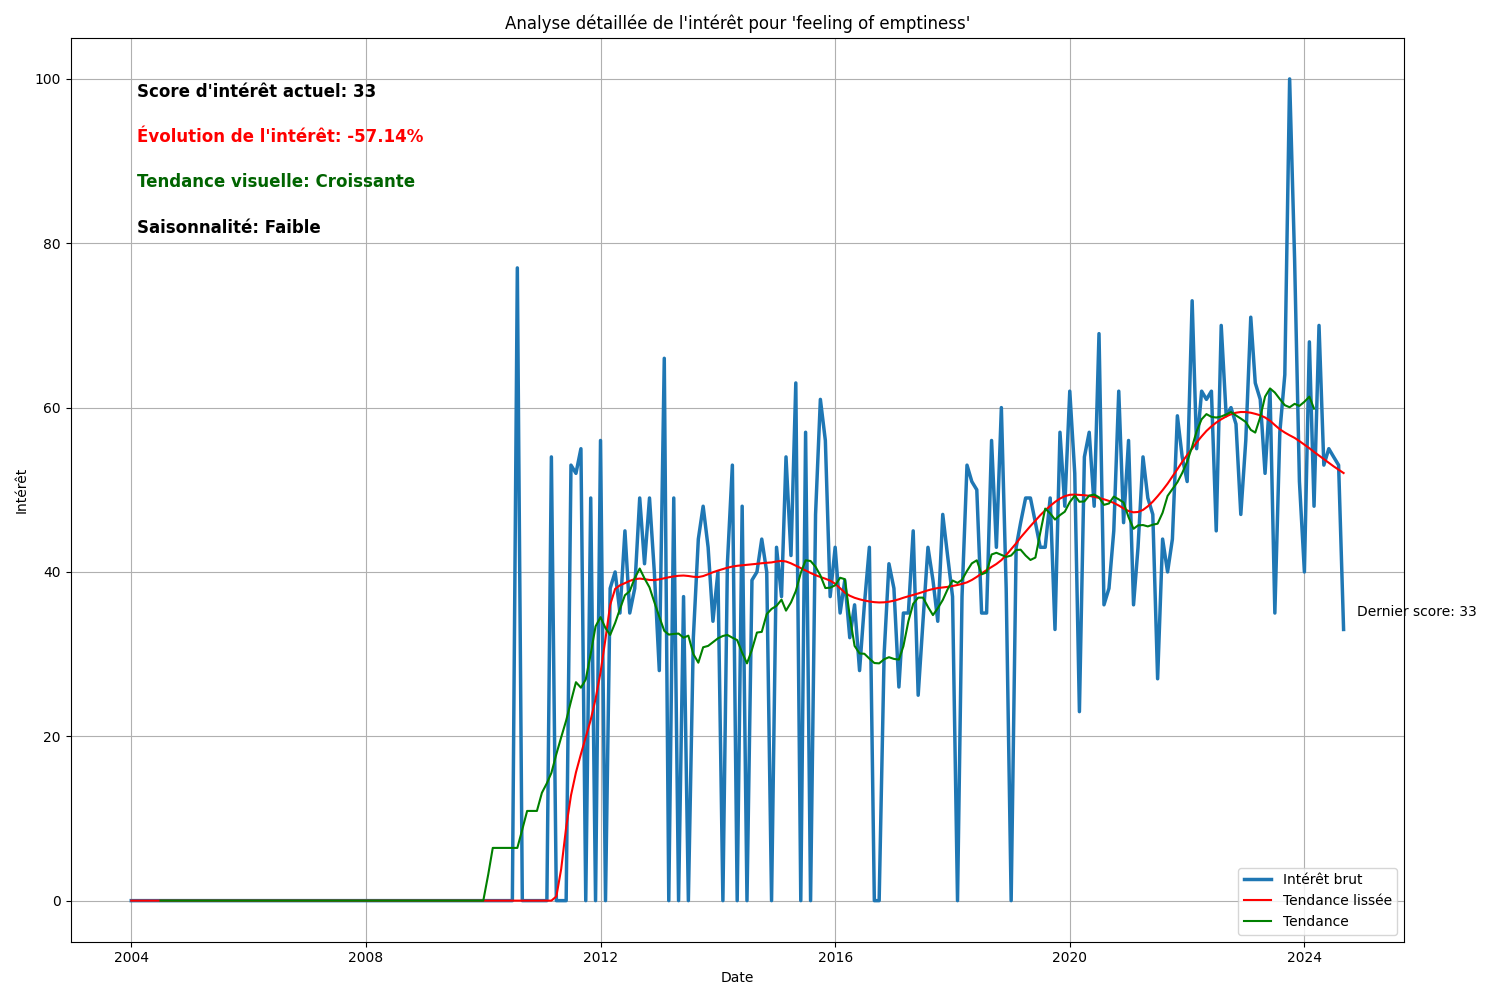 Analyse détaillée de l'intérêt pour 'feeling of emptiness'
Score d'intérêt actuel: 33
Évolution de l'intérêt: -57.14%
Tendance visuelle: Croissante
Saisonnalité: Faible
Intérêt
100
80
60
40
20
0
Dernier score: 33
Intérêt brut
Tendance lissée
Tendance
2004 2008 2012 2016 2020 2024
Date